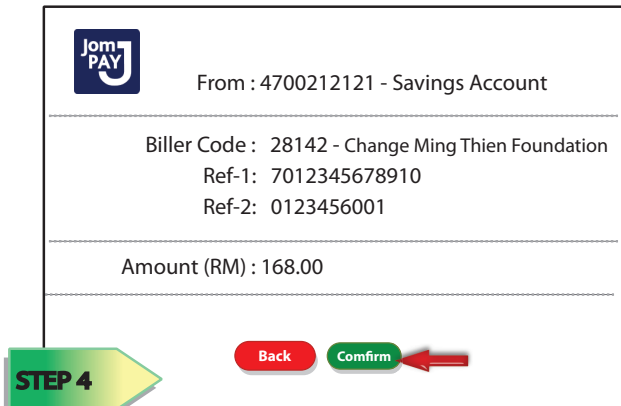 Jom
PAY
J
From : 4700212121 - Savings Account
Biller Code : 28142 - Change Ming Thien Foundation
Ref-1: 7012345678910
Ref-2: 0123456001
Amount (RM) : 168.00
Back Comfirm
STEP 4